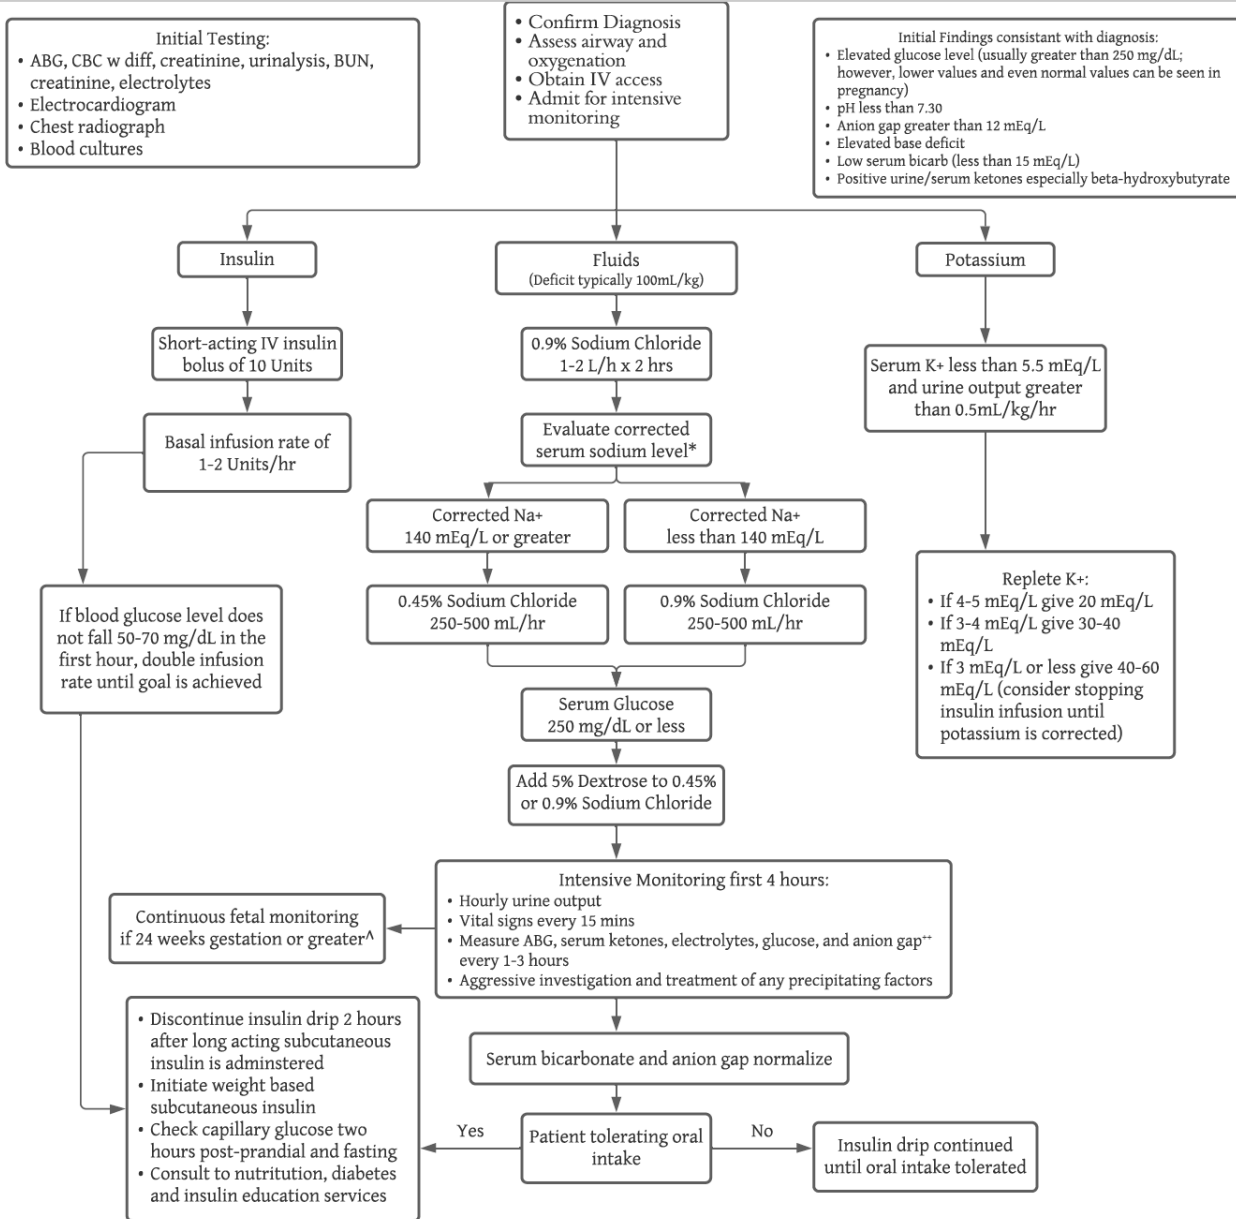 Initial Testing:
• ABG, CBC w diff, creatinine, urinalysis, BUN,
creatinine, electrolytes
• Electrocardiogram
• Chest radiograph
• Blood cultures
• Confirm Diagnosis
• Assess airway and
oxygenation
• Obtain IV access
• Admit for intensive
monitoring
Initial Findings consistant with diagnosis:
• Elevated glucose level (usually greater than 250 mg/dL;
however, lower values and even normal values can be seen in
pregnancy)
• pH less than 7.30
• Anion gap greater than 12 mEq/L
• Elevated base deficit
• Low serum bicarb (less than 15 mEq/L)
• Positive urine/serum ketones especially beta-hydroxybutyrate
Insulin
Fluids
(Deficit typically 100mL/kg)
Potassium
Short-acting IV insulin
bolus of 10 Units
0.9% Sodium Chloride
1-2 L/h x 2 hrs
Serum K+ less than 5.5 mEq/L
and urine output greater
than 0.5mL/kg/hr
Basal infusion rate of
1-2 Units/hr
Evaluate corrected
serum sodium level*
Corrected Na+
140 mEq/L or greater
Corrected Na+
less than 140 mEq/L
If blood glucose level does
not fall 50-70 mg/dL in the
first hour, double infusion
rate until goal is achieved
0.45% Sodium Chloride
250-500 mL/hr
0.9% Sodium Chloride
250-500 mL/hr
Replete K+:
• If 4-5 mEq/L give 20 mEq/L
• If 3-4 mEq/L give 30-40
mEq/L
• If 3 mEq/L or less give 40-60
mEq/L (consider stopping
insulin infusion until
potassium is corrected)
Serum Glucose
250 mg/dL or less
Add 5% Dextrose to 0.45%
or 0.9% Sodium Chloride
Intensive Monitoring first 4 hours:
• Hourly urine output
• Vital signs every 15 mins
• Measure ABG, serum ketones, electrolytes, glucose, and anion gap⁺⁺
every 1-3 hours
• Aggressive investigation and treatment of any precipitating factors
Continuous fetal monitoring
if 24 weeks gestation or greater^
• Discontinue insulin drip 2 hours
after long acting subcutaneous
insulin is adminstered
• Initiate weight based
subcutaneous insulin
• Check capillary glucose two
hours post-prandial and fasting
• Consult to nutritution, diabetes
and insulin education services
Serum bicarbonate and anion gap normalize
Yes
Patient tolerating oral
intake
No
Insulin drip continued
until oral intake tolerated